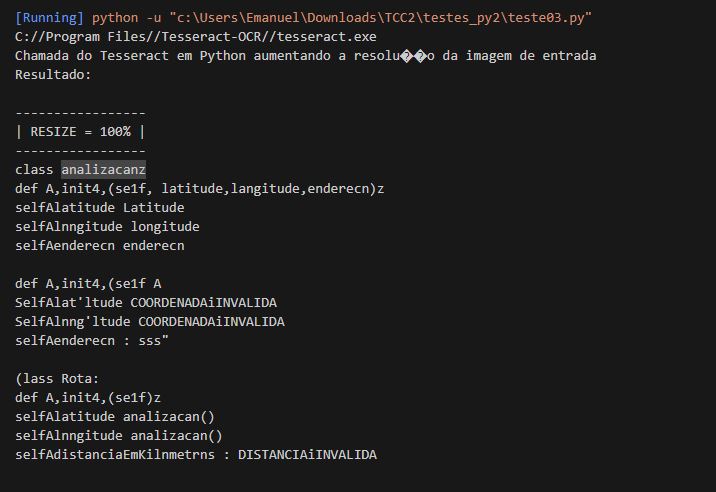 [Running] python -u "c:\Users\Emanuel\Downloads\TCC2\testes_py2\teste03.py"
C://Program Files//Tesseract-OCR//tesseract.exe
Chamada do Tesseract em Python aumentando a resolu��o da imagem de entrada
Resultado:
-----------------
| RESIZE = 100% |
-----------------
class analizacanz
def A,init4,(se1f, latitude,langitude,enderecn)z
selfAlatitude Latitude
selfAlnngitude longitude
selfAenderecn enderecn
def A,init4,(se1f A
SelfAlat'ltude COORDENADAiINVALIDA
SelfAlnng'ltude COORDENADAiINVALIDA
selfAenderecn : sss"
(lass Rota:
def A,init4,(se1f)z
selfAlatitude analizacan()
selfAlnngitude analizacan()
selfAdistanciaEmKilnmetrns : DISTANCIAiINVALIDA